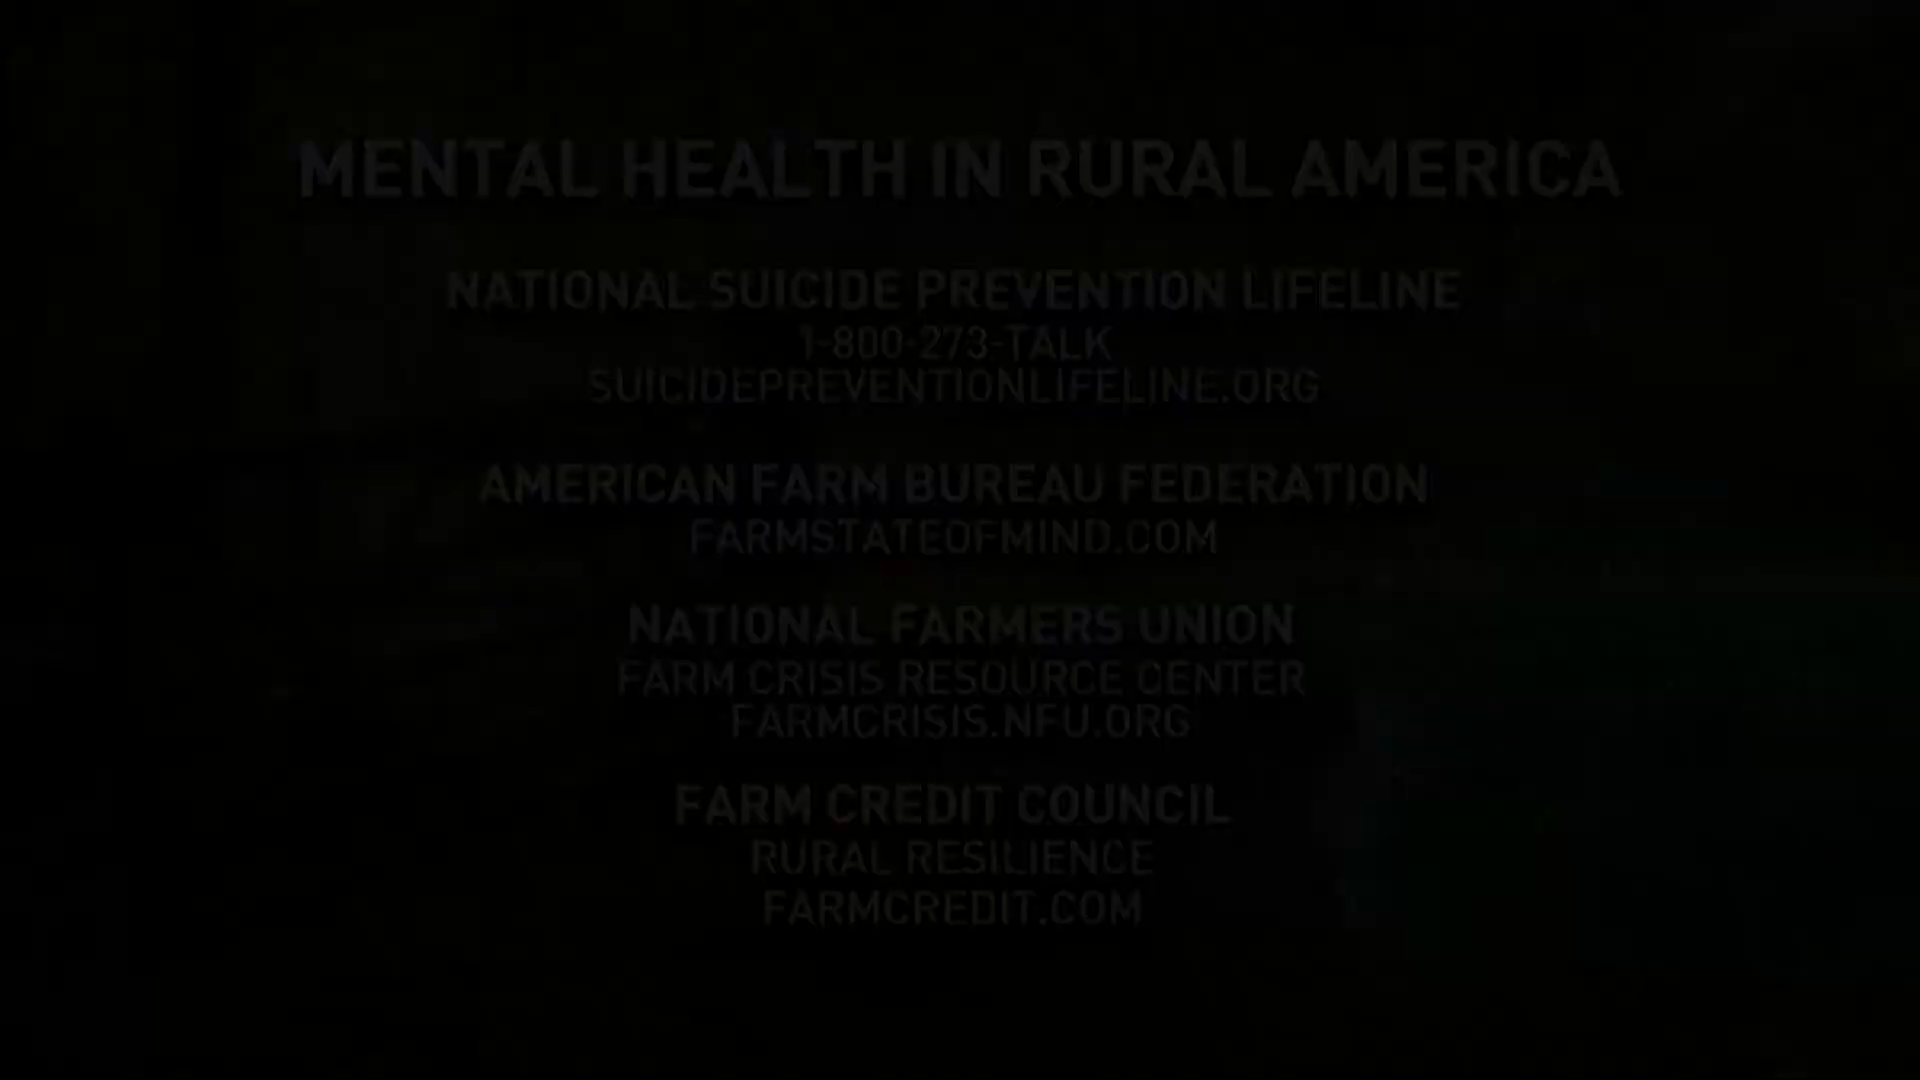 MENTAL HEALTH IN RURAL AMERICA
NATIONAL SUICIDE PREVENTION LIFELINE
1-800-273-TALK
SUICIDEPREVENTIONLIFELINE.ORG
AMERICAN FARM BUREAU FEDERATION
FARMSTATEOFMIND.COM
NATIONAL FARMERS UNION
FARM CRISIS RESOURCE CENTER
FARMCRISIS.NFU.ORG
FARM CREDIT COUNCIL
RURAL RESILIENCE
FARMCREDIT.COM